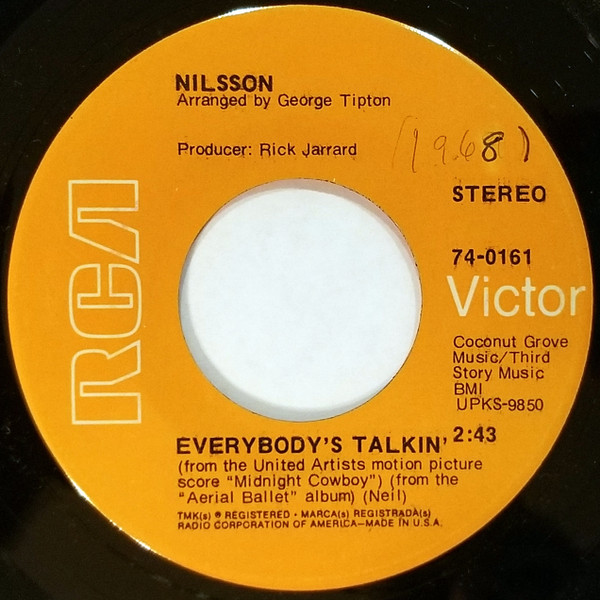 NILSSON
Arranged by George Tipton
Producer: Rick Jarrard
(1968)
STEREO
74-0161
RCA
Victor
Coconut Grove
Music/Third
Story Music
BMI
UPKS-9850
EVERYBODY'S TALKIN' 2:43
(from the United Artists motion picture
score "Midnight Cowboy") (from the
"Aerial Ballet" album) (Neil)
TMK(s) ® REGISTERED • MARCA(s) REGISTRADA(s)
RADIO CORPORATION OF AMERICA—MADE IN U.S.A.